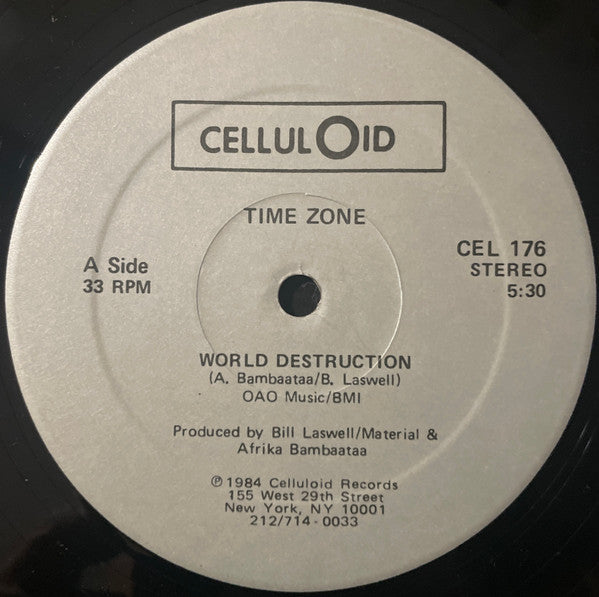 CELLULOID
TIME ZONE
A Side
33 RPM
CEL 176
STEREO
5:30
WORLD DESTRUCTION
(A. Bambaataa/B. Laswell)
OAO Music/BMI
Produced by Bill Laswell/Material &
Afrika Bambaataa
℗ 1984 Celluloid Records
155 West 29th Street
New York, NY 10001
212/714-0033